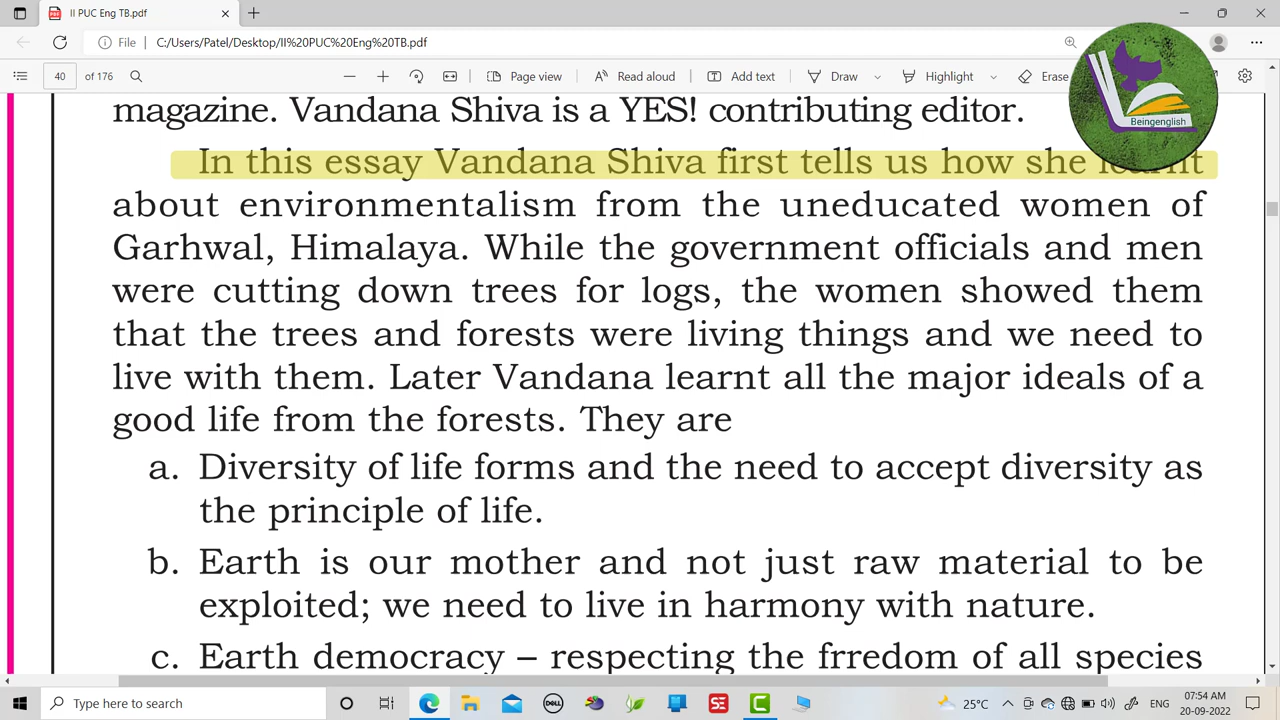 II PUC Eng TB.pdf
File C:/Users/Patel/Desktop/II%20PUC%20Eng%20TB.pdf
40 of 176 Page view Read aloud Add text Draw Highlight Erase
Beingenglish
magazine. Vandana Shiva is a YES! contributing editor.
In this essay Vandana Shiva first tells us how she learnt
about environmentalism from the uneducated women of
Garhwal, Himalaya. While the government officials and men
were cutting down trees for logs, the women showed them
that the trees and forests were living things and we need to
live with them. Later Vandana learnt all the major ideals of a
good life from the forests. They are
a. Diversity of life forms and the need to accept diversity as
the principle of life.
b. Earth is our mother and not just raw material to be
exploited; we need to live in harmony with nature.
c. Earth democracy – respecting the frredom of all species
Type here to search DELL SE C 25°C ENG 07:54 AM
20-09-2022